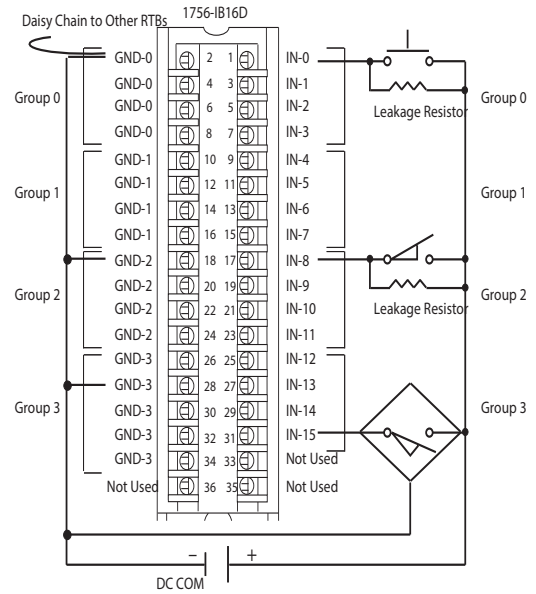 1756-IB16D
Daisy Chain to Other RTBs
GND-0 2 1 IN-0
GND-0 4 3 IN-1
Group 0 Group 0
GND-0 6 5 IN-2
Leakage Resistor
GND-0 8 7 IN-3
GND-1 10 9 IN-4
GND-1 12 11 IN-5
Group 1 Group 1
GND-1 14 13 IN-6
GND-1 16 15 IN-7
GND-2 18 17 IN-8
GND-2 20 19 IN-9
Group 2 Group 2
GND-2 22 21 IN-10
Leakage Resistor
GND-2 24 23 IN-11
GND-3 26 25 IN-12
GND-3 28 27 IN-13
Group 3 Group 3
GND-3 30 29 IN-14
GND-3 32 31 IN-15
GND-3 34 33 Not Used
Not Used 36 35 Not Used
– +
DC COM